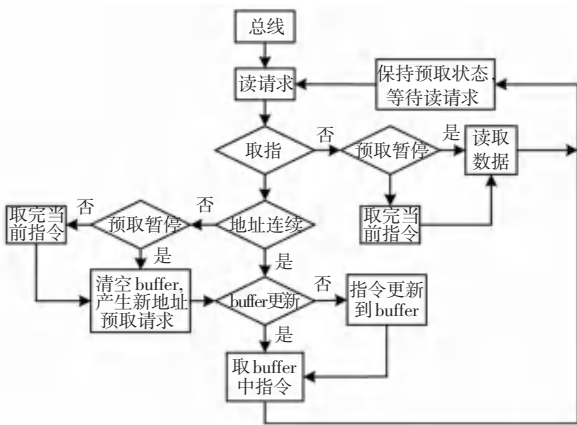 总线
读请求
保持预取状态,
等待读请求
取指
否
预取暂停
是
读取
数据
取完当
前指令
否
预取暂停
否
地址连续
取完当
前指令
是
是
清空buffer,
产生新地址
预取请求
buffer更新
否
指令更新
到buffer
是
取buffer
中指令